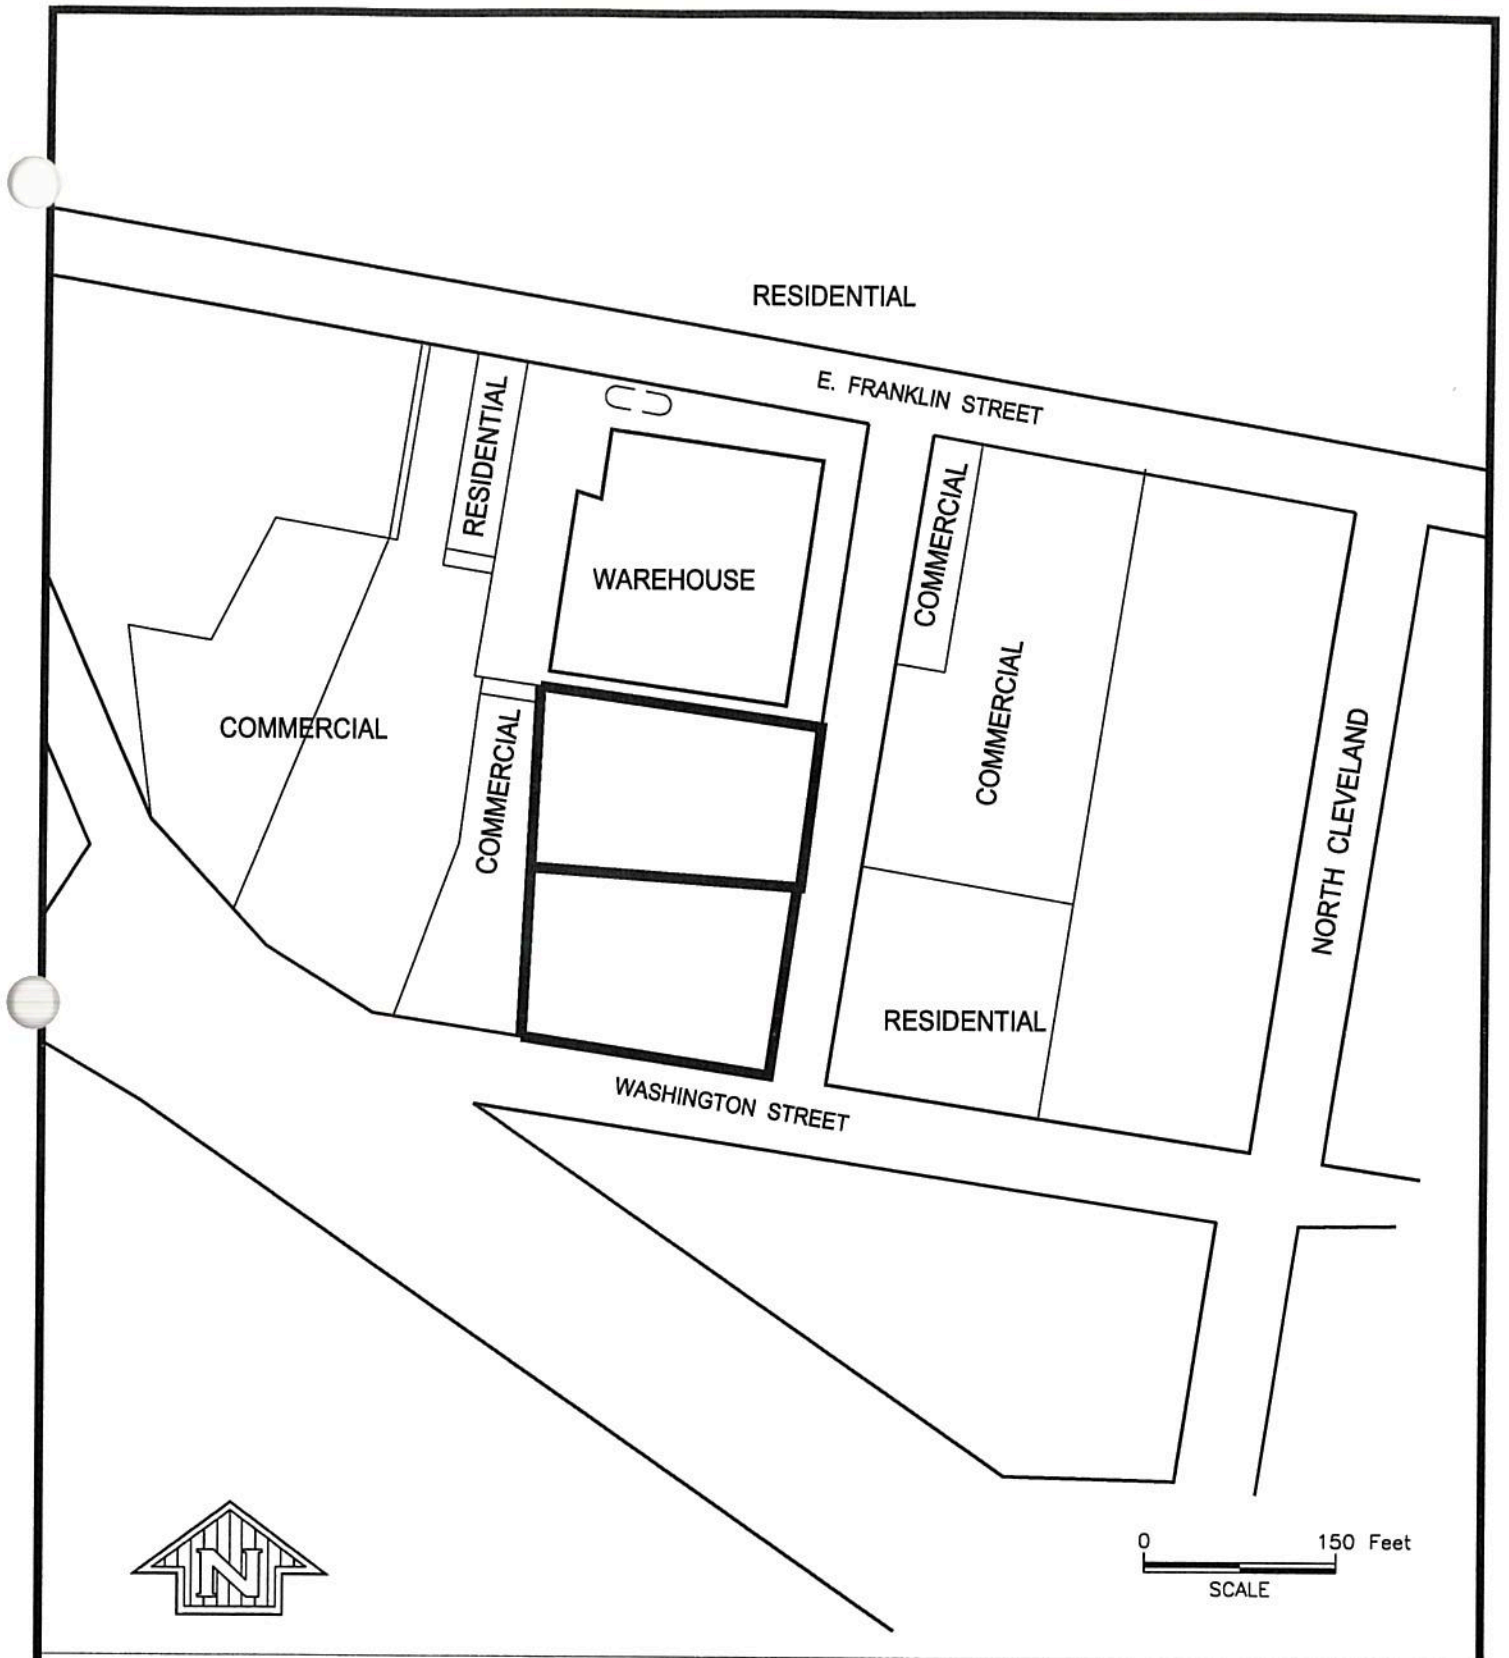 RESIDENTIAL
E. FRANKLIN STREET
RESIDENTIAL
COMMERCIAL
WAREHOUSE
COMMERCIAL
COMMERCIAL
COMMERCIAL
NORTH CLEVELAND
RESIDENTIAL
WASHINGTON STREET
N
0 150 Feet
SCALE